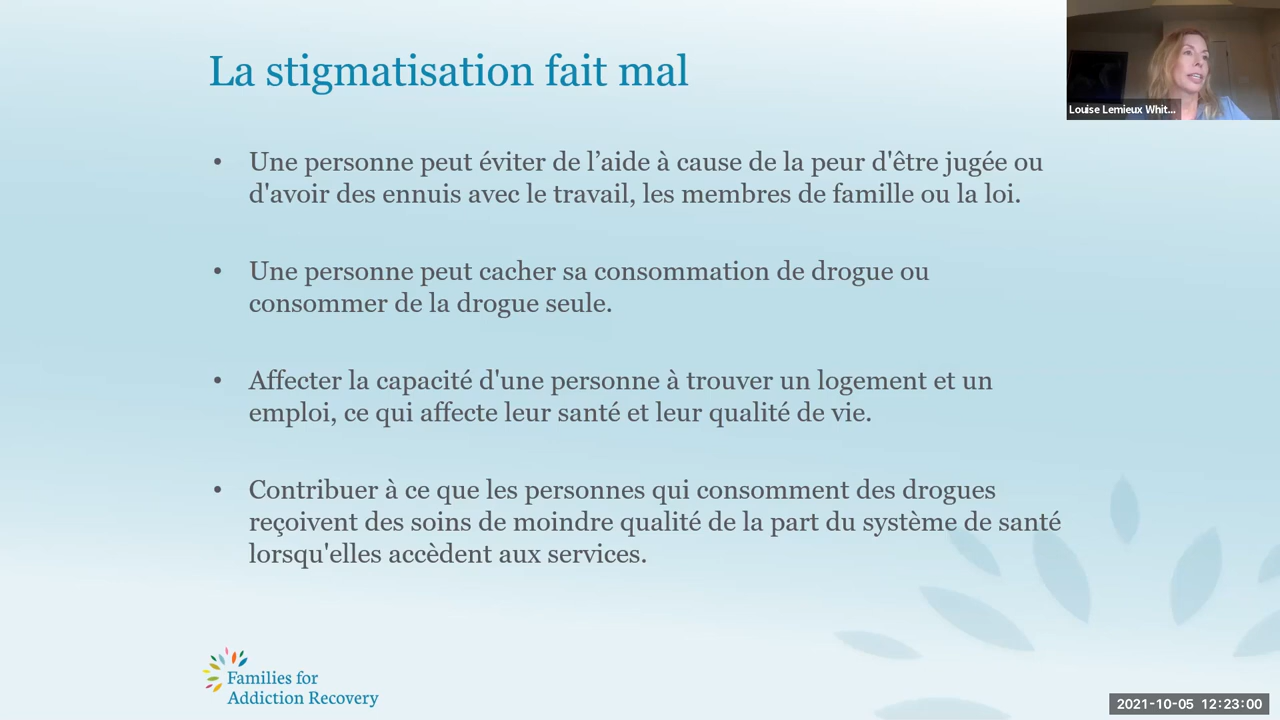 La stigmatisation fait mal
Louise Lemieux Whit...
• Une personne peut éviter de l’aide à cause de la peur d'être jugée ou
d'avoir des ennuis avec le travail, les membres de famille ou la loi.
• Une personne peut cacher sa consommation de drogue ou
consommer de la drogue seule.
• Affecter la capacité d'une personne à trouver un logement et un
emploi, ce qui affecte leur santé et leur qualité de vie.
• Contribuer à ce que les personnes qui consomment des drogues
reçoivent des soins de moindre qualité de la part du système de santé
lorsqu'elles accèdent aux services.
Families for
Addiction Recovery
2021-10-05 12:23:00